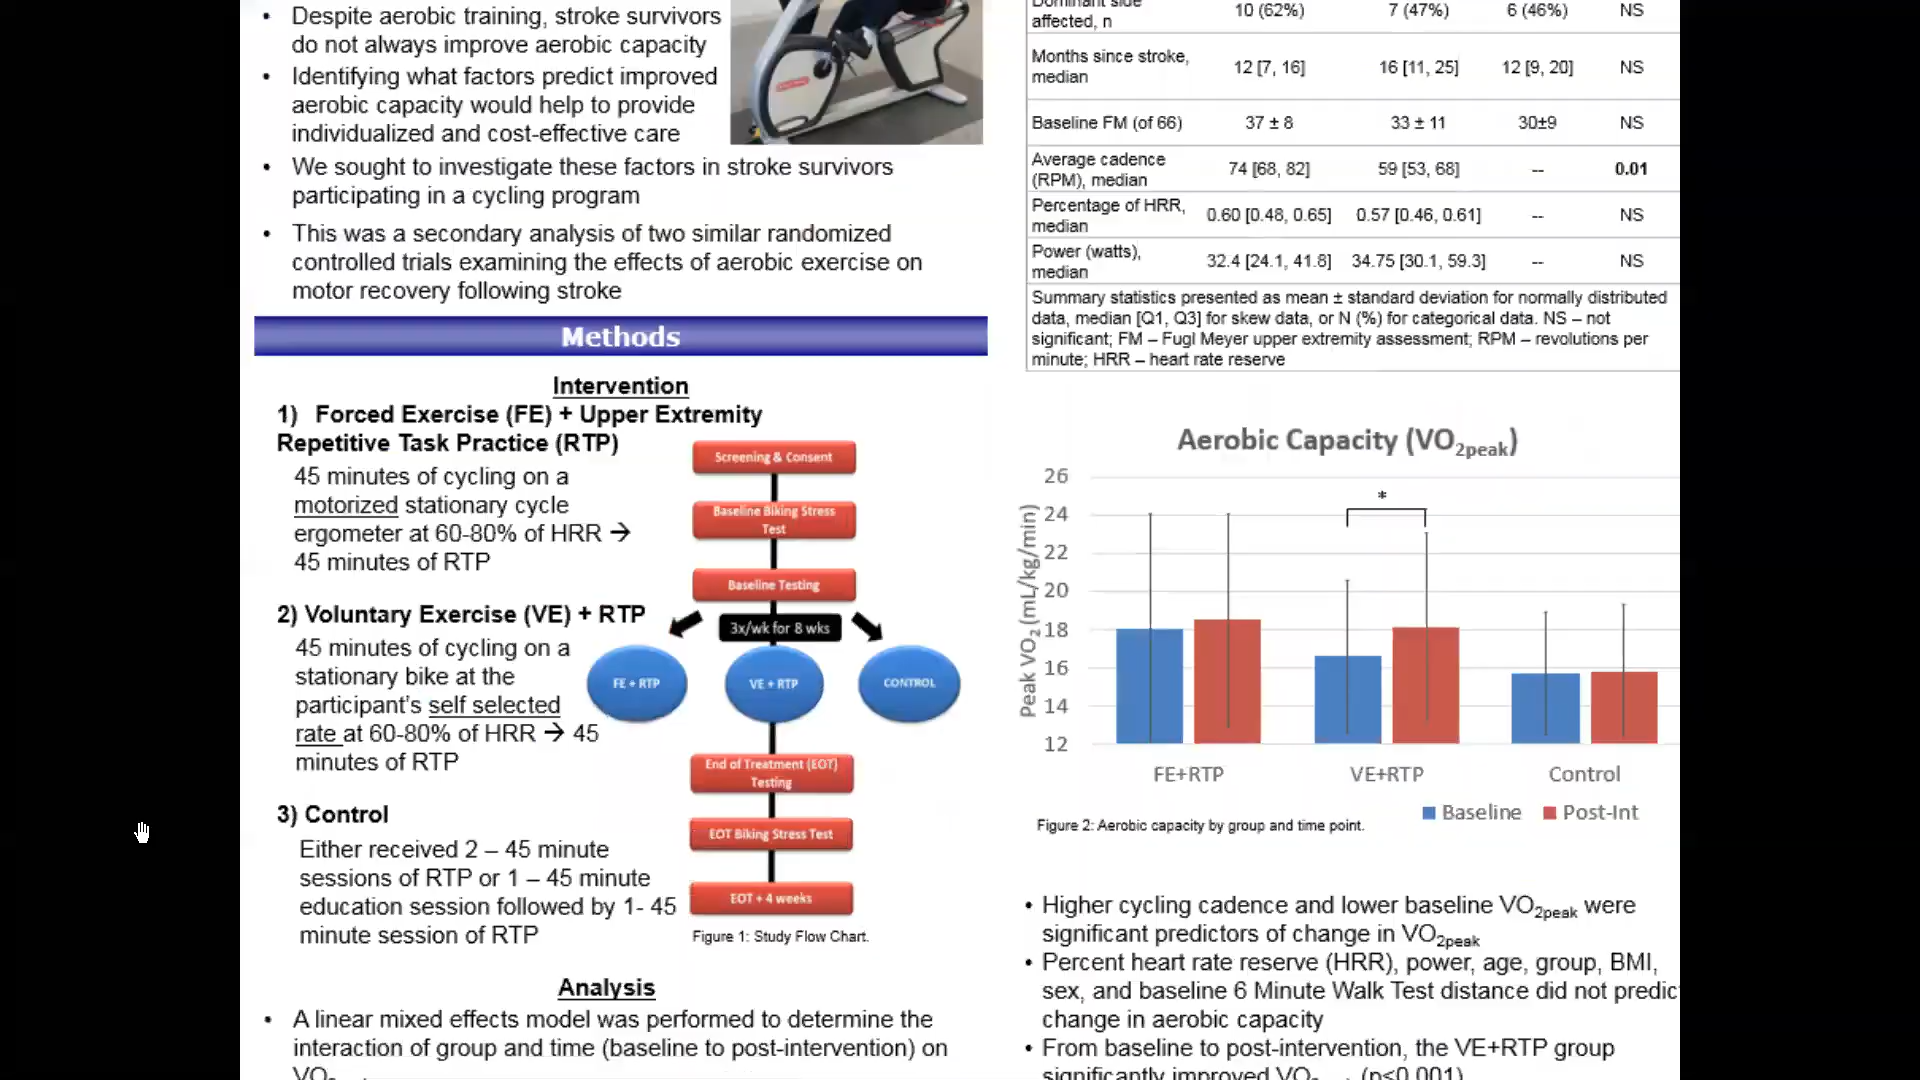 • Despite aerobic training, stroke survivors
do not always improve aerobic capacity
• Identifying what factors predict improved
aerobic capacity would help to provide
individualized and cost-effective care
• We sought to investigate these factors in stroke survivors
participating in a cycling program
• This was a secondary analysis of two similar randomized
controlled trials examining the effects of aerobic exercise on
motor recovery following stroke
Methods
Intervention
1) Forced Exercise (FE) + Upper Extremity
Repetitive Task Practice (RTP)
45 minutes of cycling on a
motorized stationary cycle
ergometer at 60-80% of HRR →
45 minutes of RTP
2) Voluntary Exercise (VE) + RTP
45 minutes of cycling on a
stationary bike at the
participant's self selected
rate at 60-80% of HRR → 45
minutes of RTP
3) Control
Either received 2 – 45 minute
sessions of RTP or 1 – 45 minute
education session followed by 1- 45
minute session of RTP
Screening & Consent
Baseline Biking Stress
Test
Baseline Testing
3x/wk for 8 wks
FE + RTP VE + RTP CONTROL
End of Treatment (EOT)
Testing
EOT Biking Stress Test
EOT + 4 weeks
Figure 1: Study Flow Chart.
Analysis
• A linear mixed effects model was performed to determine the
interaction of group and time (baseline to post-intervention) on
VO2
Dominant side
affected, n 10 (62%) 7 (47%) 6 (46%) NS
Months since stroke,
median 12 [7, 16] 16 [11, 25] 12 [9, 20] NS
Baseline FM (of 66) 37 ± 8 33 ± 11 30±9 NS
Average cadence
(RPM), median 74 [68, 82] 59 [53, 68] -- 0.01
Percentage of HRR,
median 0.60 [0.48, 0.65] 0.57 [0.46, 0.61] -- NS
Power (watts),
median 32.4 [24.1, 41.8] 34.75 [30.1, 59.3] -- NS
Summary statistics presented as mean ± standard deviation for normally distributed
data, median [Q1, Q3] for skew data, or N (%) for categorical data. NS – not
significant; FM – Fugl Meyer upper extremity assessment; RPM – revolutions per
minute; HRR – heart rate reserve
Aerobic Capacity (VO2peak)
Peak VO2 (mL/kg/min)
26
24
22
20
18
16
14
12
*
FE+RTP VE+RTP Control
Baseline Post-Int
Figure 2: Aerobic capacity by group and time point.
• Higher cycling cadence and lower baseline VO2peak were
significant predictors of change in VO2peak
• Percent heart rate reserve (HRR), power, age, group, BMI,
sex, and baseline 6 Minute Walk Test distance did not predic
change in aerobic capacity
• From baseline to post-intervention, the VE+RTP group
significantly improved VO2peak (p<0.001)